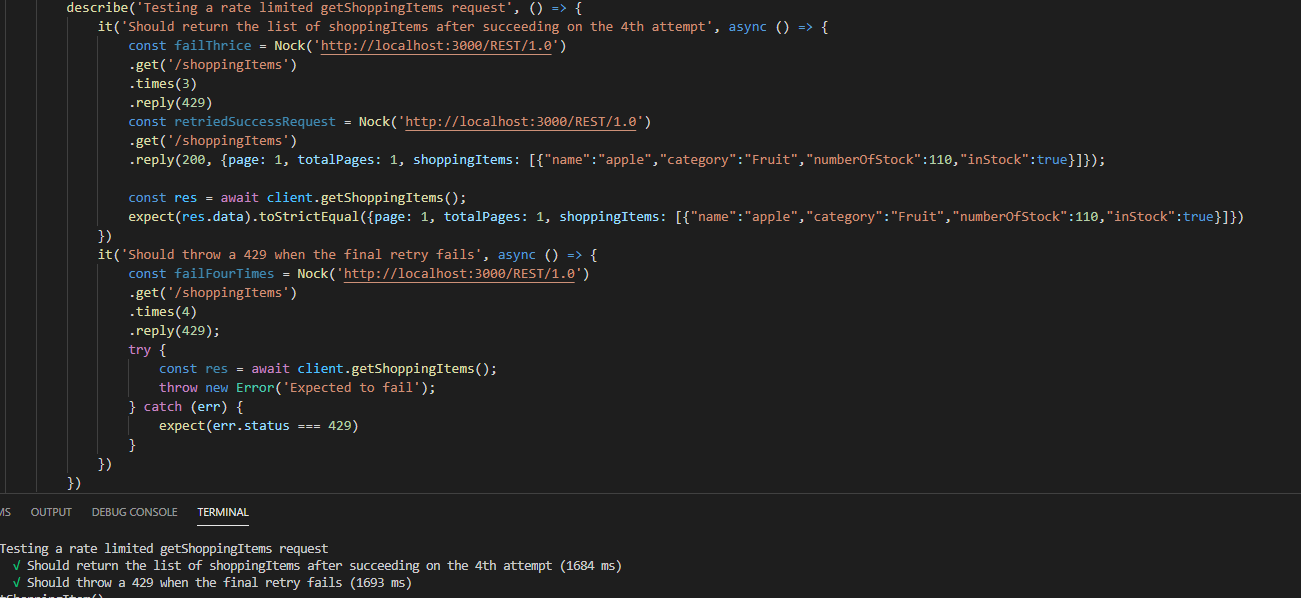 describe('Testing a rate limited getShoppingItems request', () => {
it('Should return the list of shoppingItems after succeeding on the 4th attempt', async () => {
const failThrice = Nock('http://localhost:3000/REST/1.0')
.get('/shoppingItems')
.times(3)
.reply(429)
const retriedSuccessRequest = Nock('http://localhost:3000/REST/1.0')
.get('/shoppingItems')
.reply(200, {page: 1, totalPages: 1, shoppingItems: [{"name":"apple","category":"Fruit","numberOfStock":110,"inStock":true}]});
const res = await client.getShoppingItems();
expect(res.data).toStrictEqual({page: 1, totalPages: 1, shoppingItems: [{"name":"apple","category":"Fruit","numberOfStock":110,"inStock":true}]})
})
it('Should throw a 429 when the final retry fails', async () => {
const failFourTimes = Nock('http://localhost:3000/REST/1.0')
.get('/shoppingItems')
.times(4)
.reply(429);
try {
const res = await client.getShoppingItems();
throw new Error('Expected to fail');
} catch (err) {
expect(err.status === 429)
}
})
})
MS OUTPUT DEBUG CONSOLE TERMINAL
Testing a rate limited getShoppingItems request
√ Should return the list of shoppingItems after succeeding on the 4th attempt (1684 ms)
√ Should throw a 429 when the final retry fails (1693 ms)